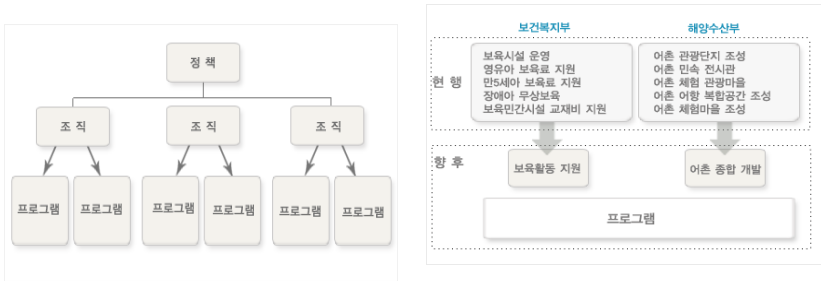 정 책
조 직
조 직
조 직
프로그램
프로그램
프로그램
프로그램
프로그램
프로그램
보건복지부
해양수산부
현 행
보육시설 운영
영유아 보육료 지원
만5세아 보육료 지원
장애아 무상보육
보육민간시설 교재비 지원
어촌 관광단지 조성
어촌 민속 전시관
어촌 체험 관광마을
어촌 어항 복합공간 조성
어촌 체험마을 조성
향 후
보육활동 지원
어촌 종합 개발
프로그램